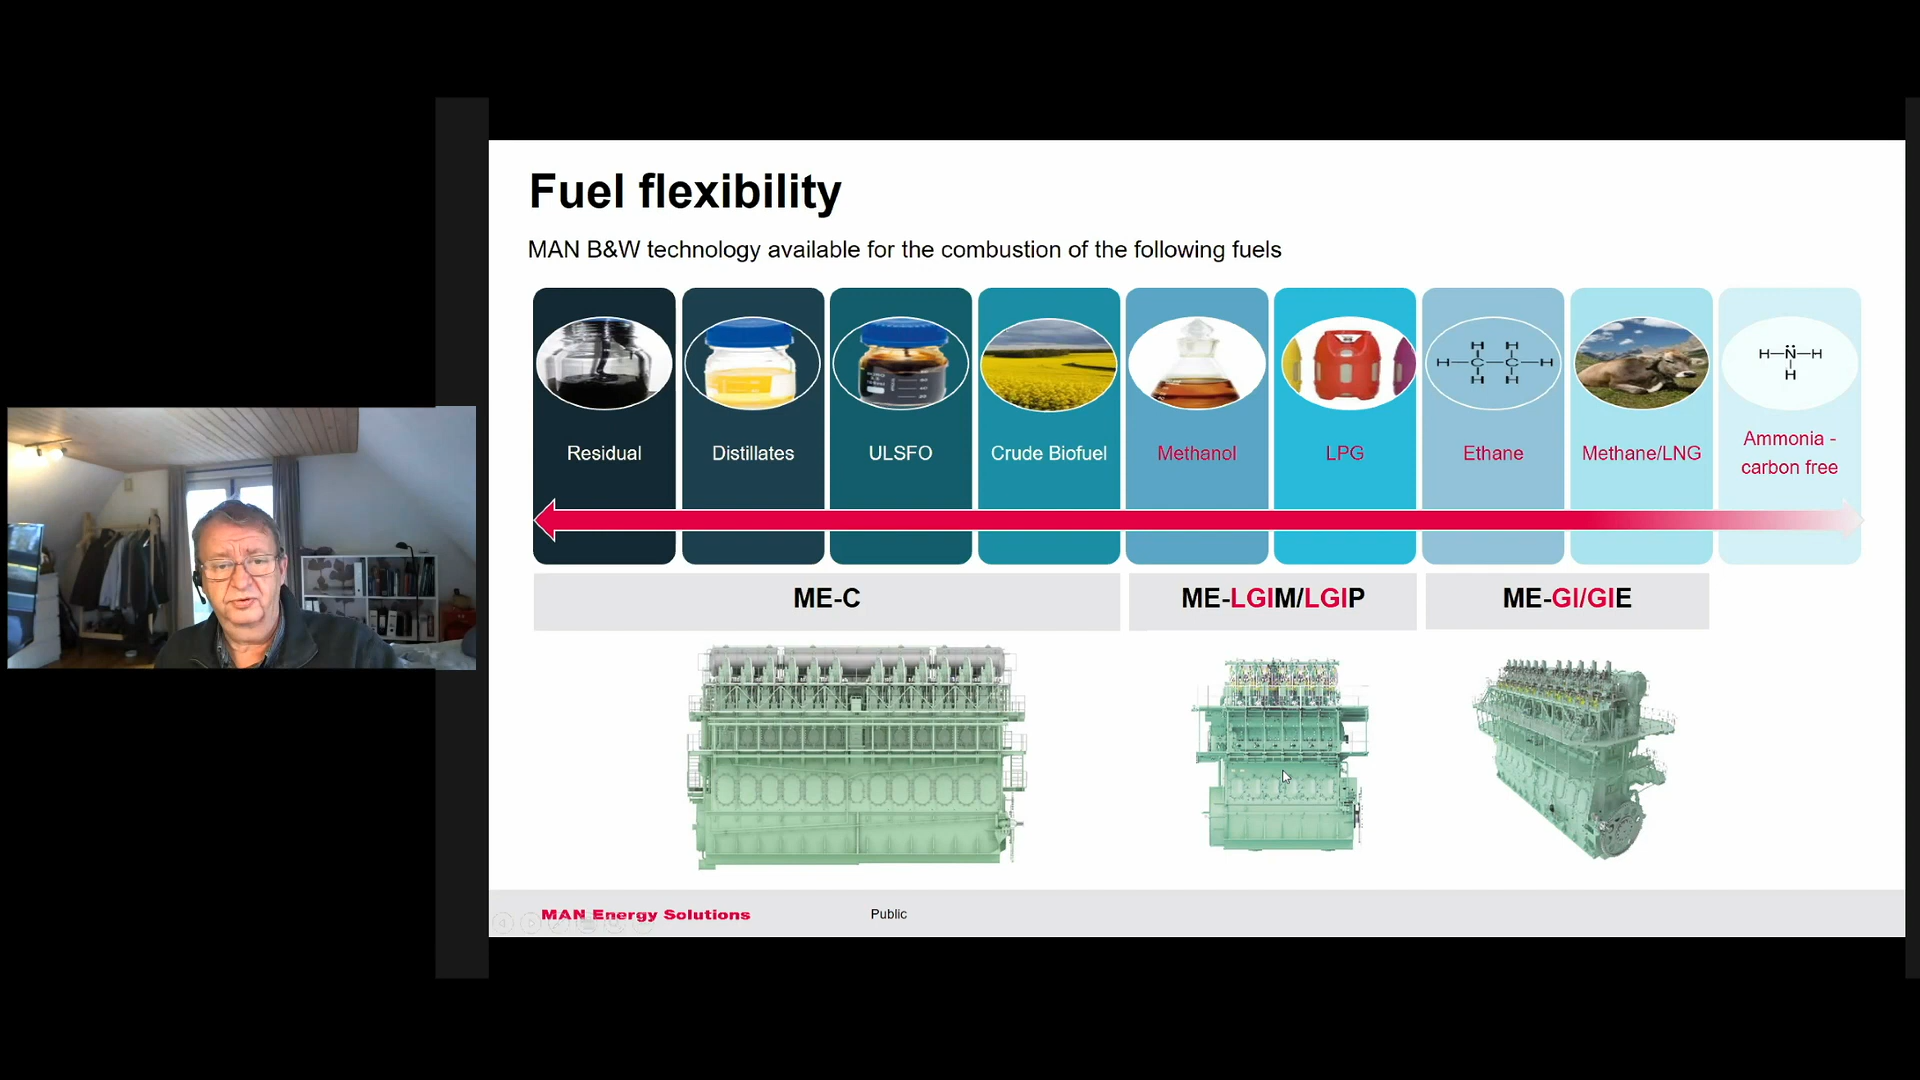 Fuel flexibility
MAN B&W technology available for the combustion of the following fuels
Residual
Distillates
ULSFO
Crude Biofuel
Methanol
LPG
Ethane
Methane/LNG
Ammonia -
carbon free
H H
H—C—C—H
H H
H—N—H
H
ME-C
ME-LGIM/LGIP
ME-GI/GIE
MAN Energy Solutions
Public